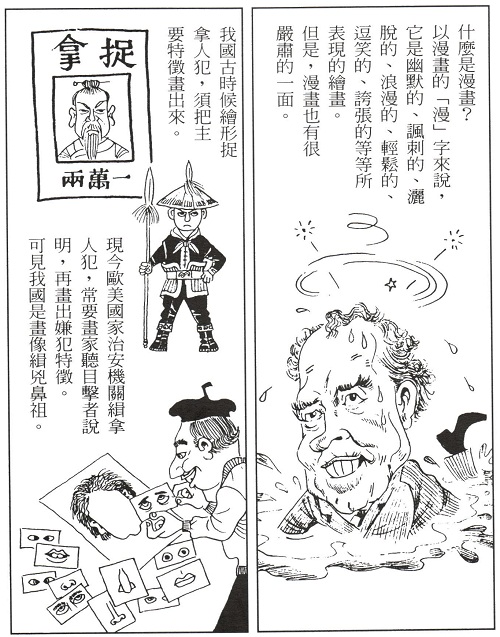 什麼是漫畫？
以漫畫的「漫」字來說，
它是幽默的、諷刺的、灑
脫的、浪漫的、輕鬆的、
逗笑的、誇張的等等所
表現的繪畫。
但是，漫畫也有很
嚴肅的一面。
我國古時候繪形捉
拿人犯，須把主
要特徵畫出來。
捉拿
一萬兩
現今歐美國家治安機關緝拿
人犯，常要畫家聽目擊者說
明，再畫出嫌犯特徵。
可見我國是畫像緝兇鼻祖。